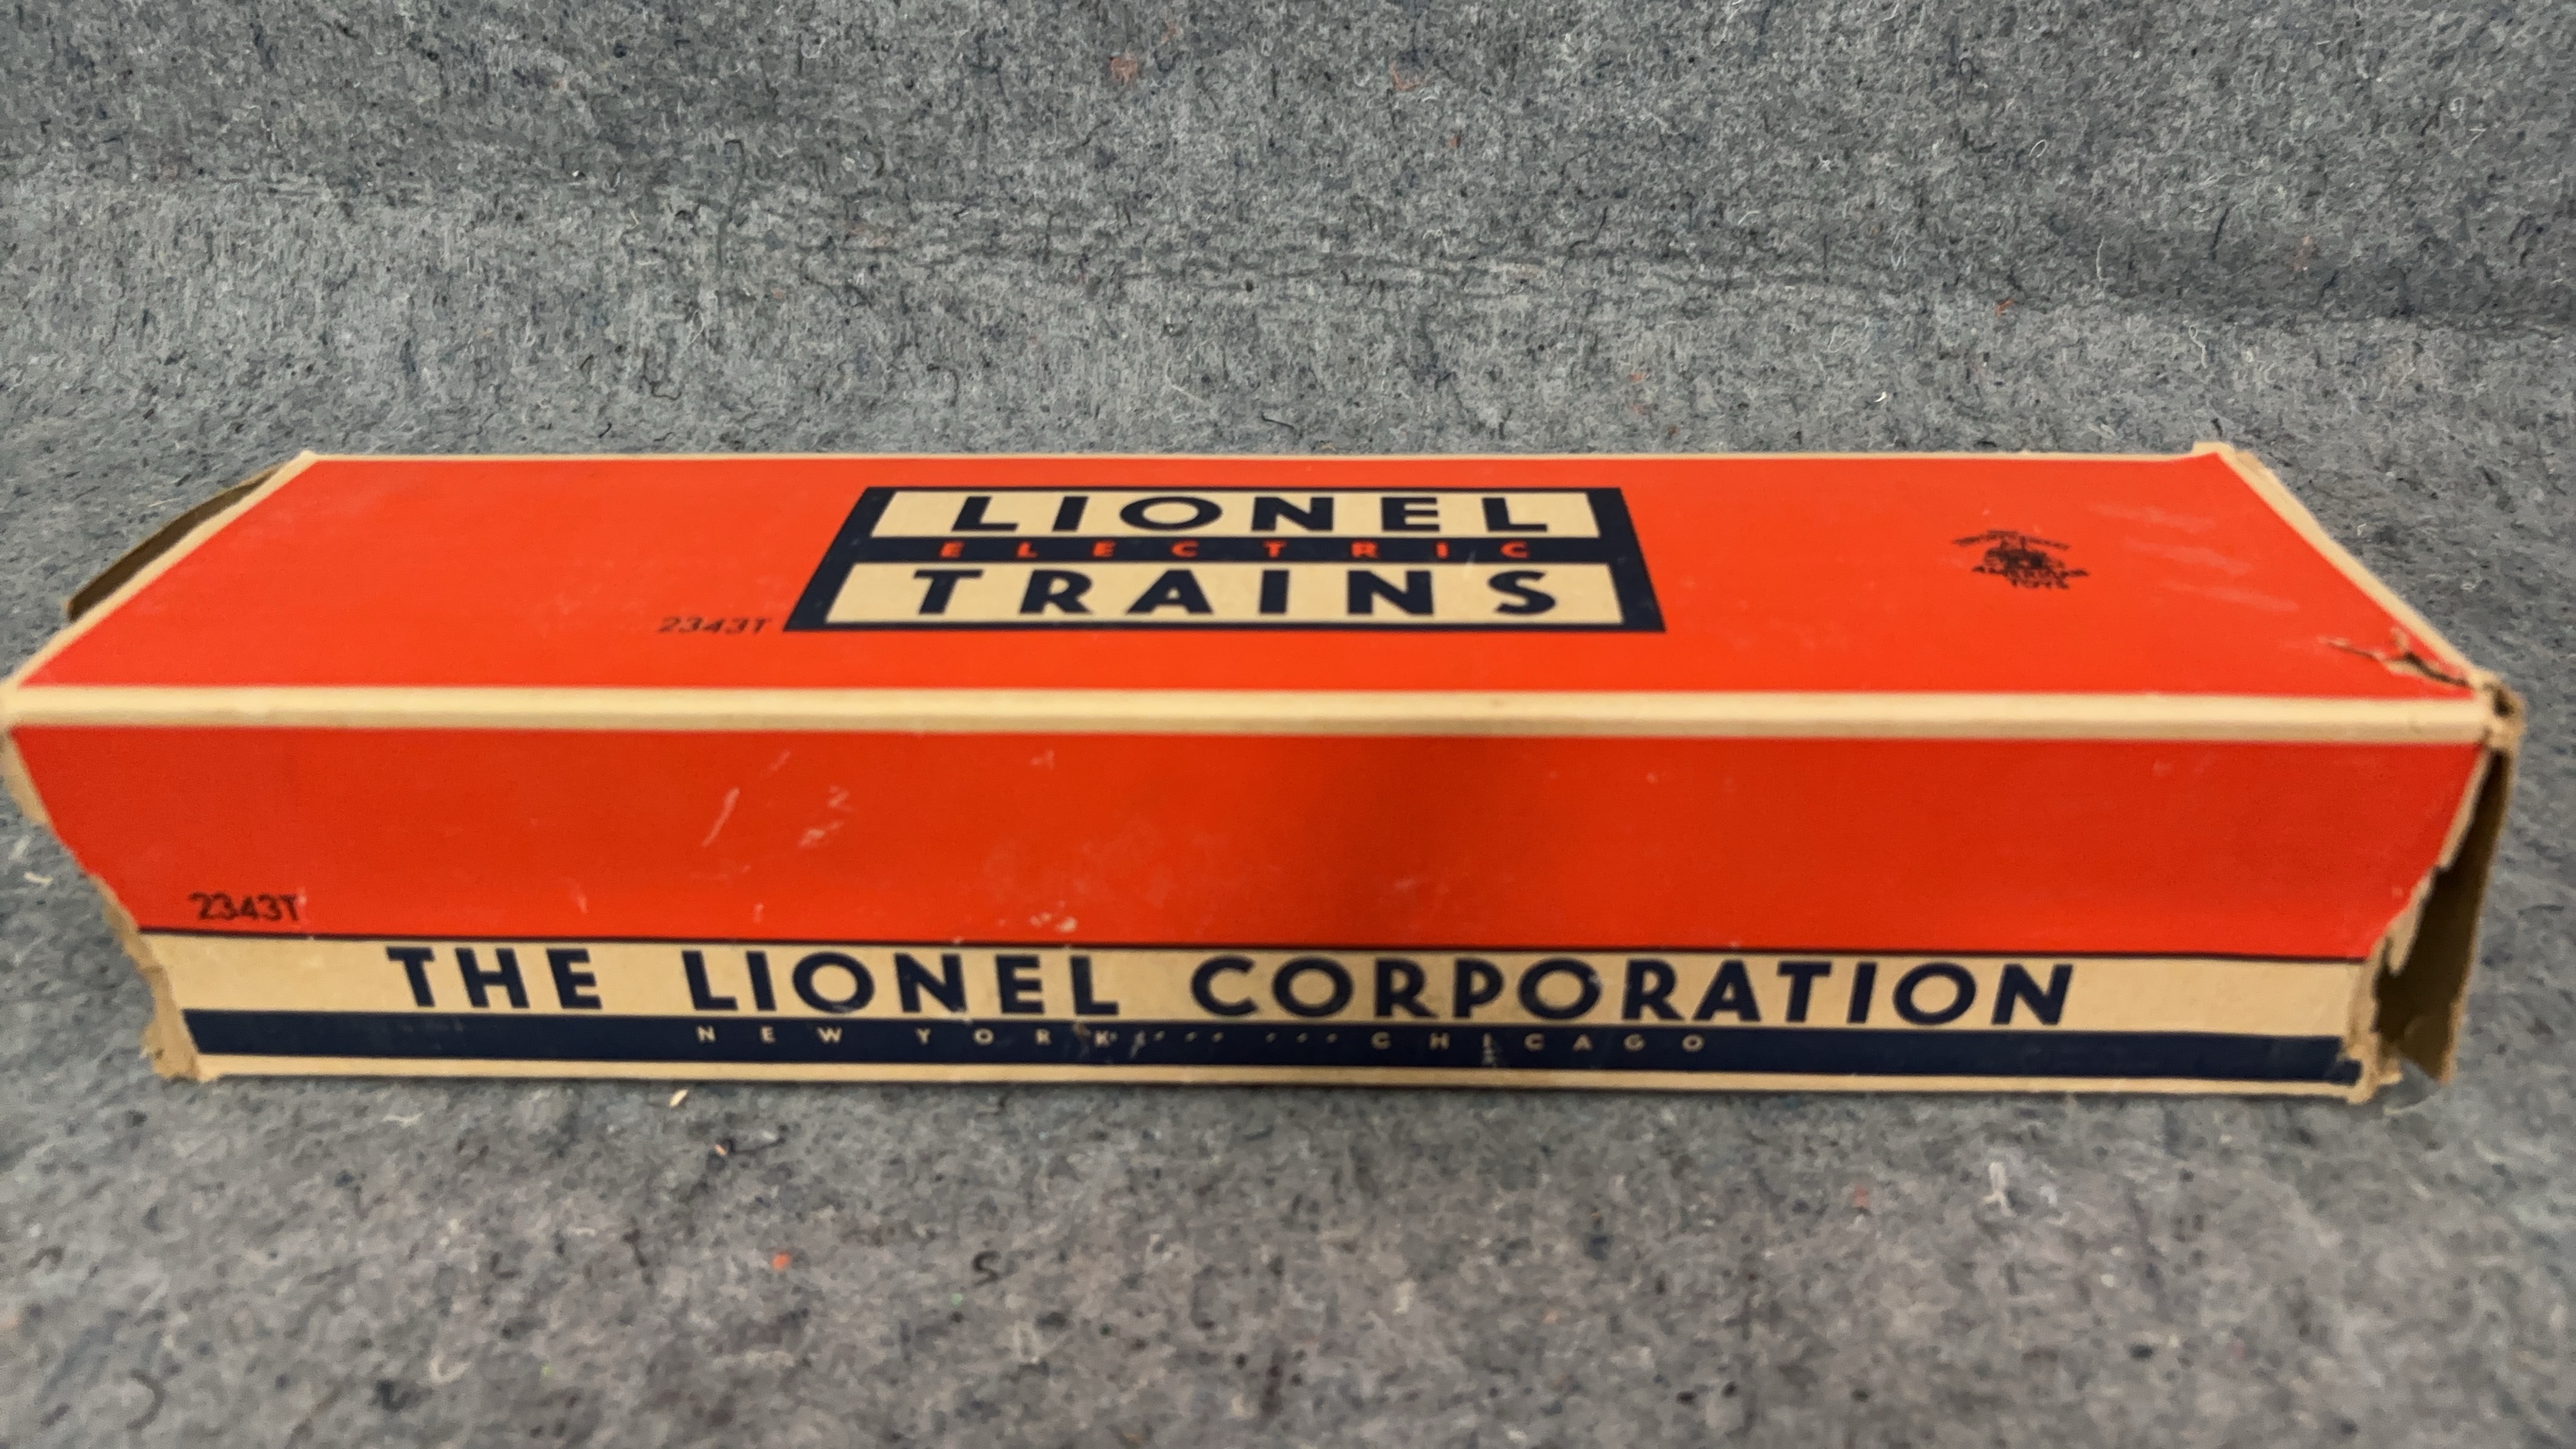 LIONEL
ELECTRIC
TRAINS
2343T
2343T
THE LIONEL CORPORATION
NEW YORK CHICAGO